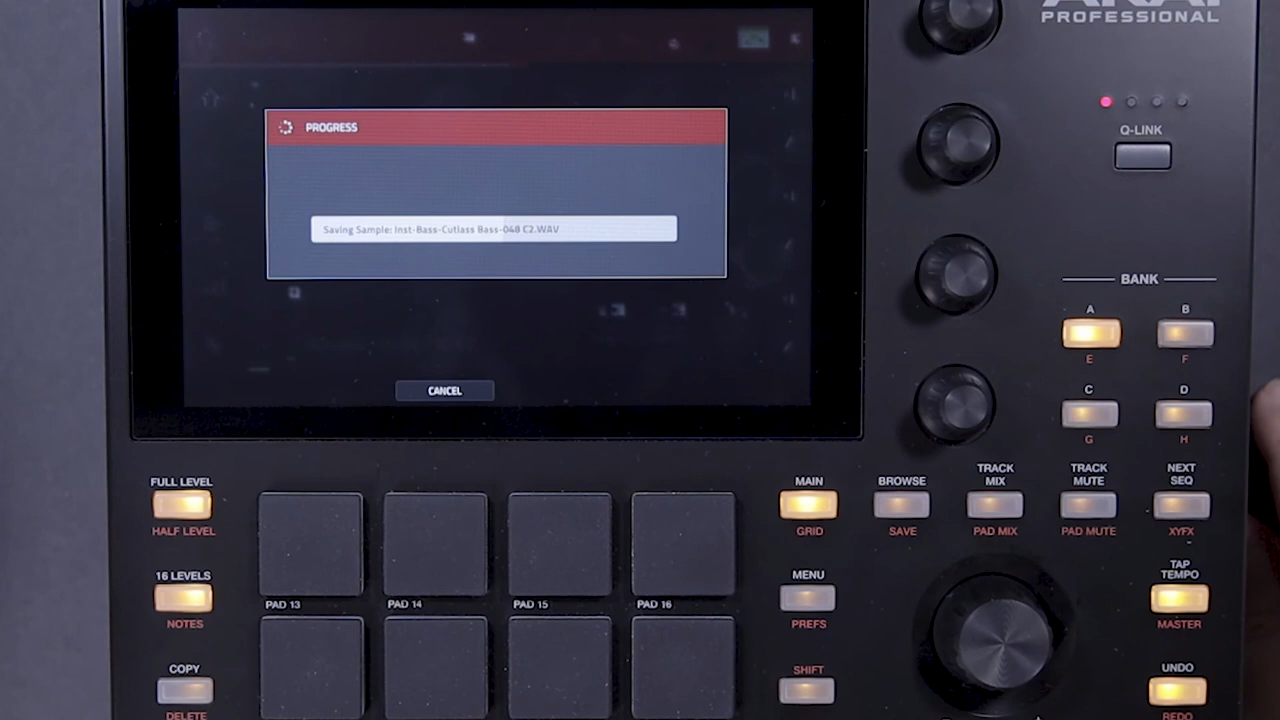 AKAI
PROFESSIONAL
PROGRESS
Saving Sample: Inst-Bass-Cutlass Bass-048 C2.WAV
CANCEL
Q-LINK
BANK
A
B
E
F
C
D
G
H
FULL LEVEL
HALF LEVEL
16 LEVELS
NOTES
COPY
DELETE
PAD 13
PAD 14
PAD 15
PAD 16
MAIN
GRID
BROWSE
SAVE
TRACK
MIX
PAD MIX
TRACK
MUTE
PAD MUTE
NEXT
SEQ
XYFX
MENU
PREFS
TAP
TEMPO
MASTER
SHIFT
UNDO
REDO